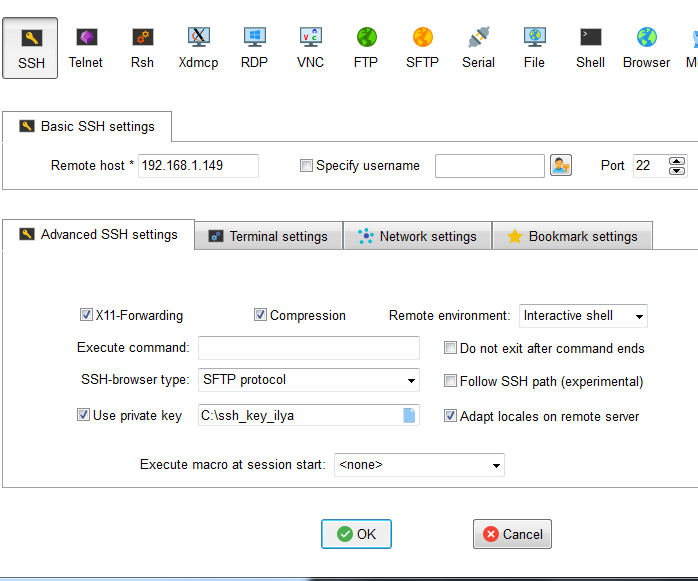 SSH Telnet Rsh Xdmcp RDP VNC FTP SFTP Serial File Shell Browser
Basic SSH settings
Remote host * 192.168.1.149 Specify username Port 22
Advanced SSH settings Terminal settings Network settings Bookmark settings
X11-Forwarding Compression Remote environment: Interactive shell
Execute command: Do not exit after command ends
SSH-browser type: SFTP protocol Follow SSH path (experimental)
Use private key C:\ssh_key_ilya Adapt locales on remote server
Execute macro at session start: <none>
OK Cancel